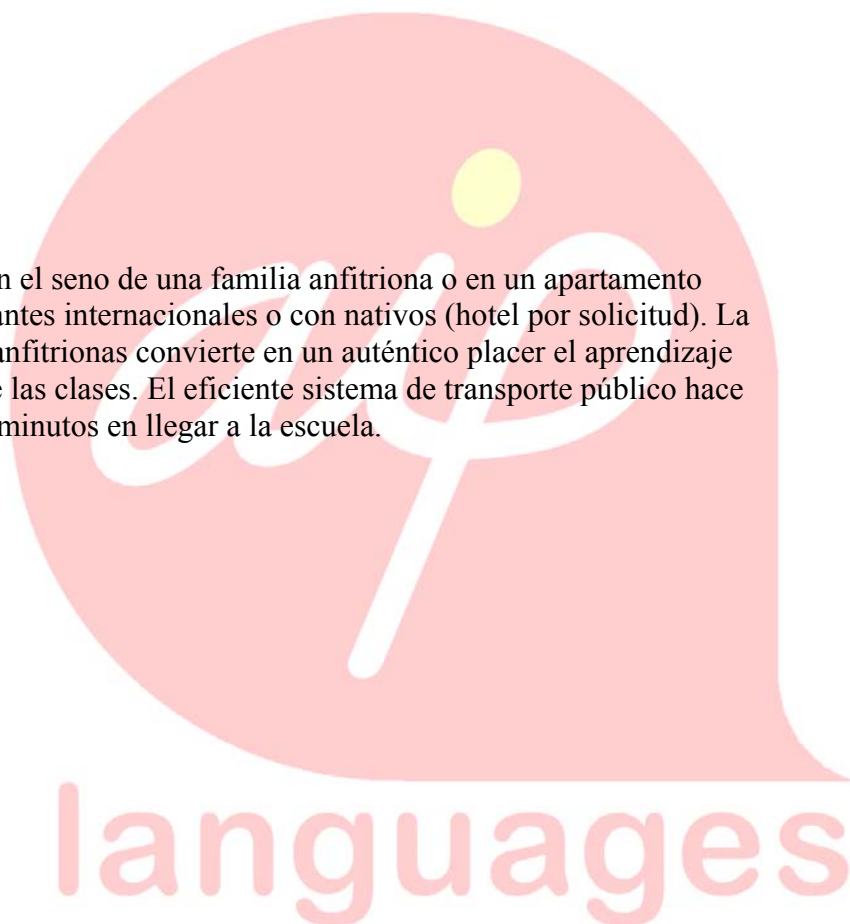 n el seno de una familia anfitriona o en un apartamento
antes internacionales o con nativos (hotel por solicitud). La
anfitrionas convierte en un auténtico placer el aprendizaje
e las clases. El eficiente sistema de transporte público hace
minutos en llegar a la escuela.
aip
languages